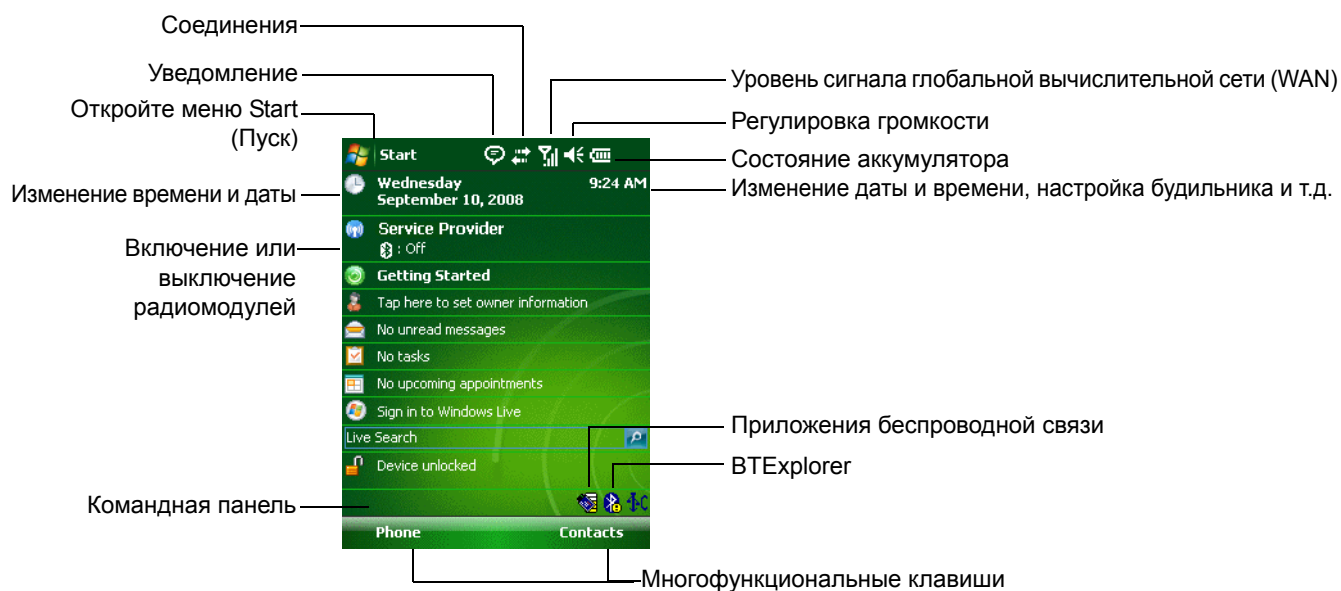 Соединения
Уведомление
Откройте меню Start
(Пуск)
Изменение времени и даты
Включение или
выключение
радиомодулей
Командная панель
Start
Wednesday 9:24 AM
September 10, 2008
Service Provider
: Off
Getting Started
Tap here to set owner information
No unread messages
No tasks
No upcoming appointments
Sign in to Windows Live
Live Search
Device unlocked
Phone Contacts
Уровень сигнала глобальной вычислительной сети (WAN)
Регулировка громкости
Состояние аккумулятора
Изменение даты и времени, настройка будильника и т.д.
Приложения беспроводной связи
BTExplorer
Многофункциональные клавиши